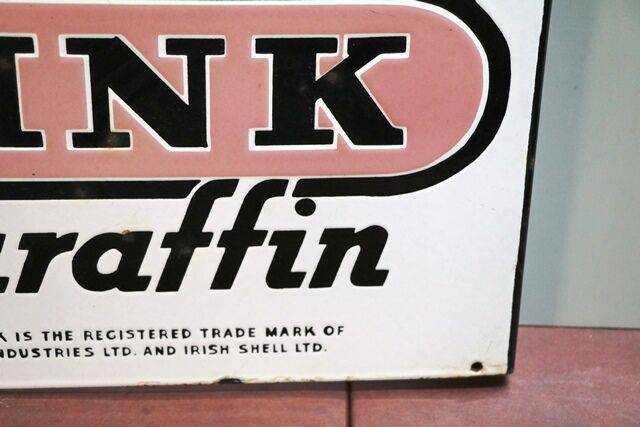 INK
raffin
IS THE REGISTERED TRADE MARK OF
NDUSTRIES LTD. AND IRISH SHELL LTD.